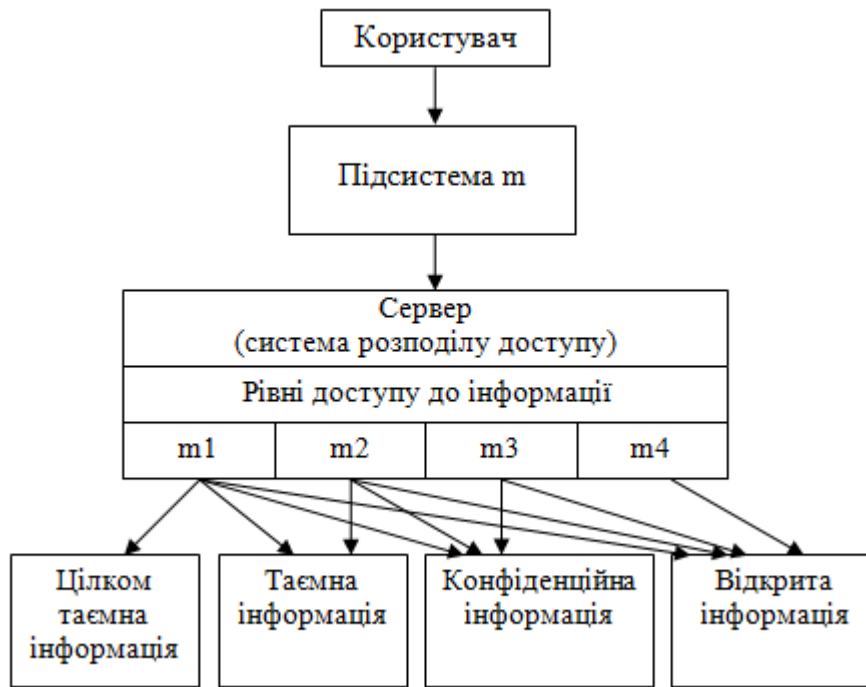 Користувач
Підсистема m
Сервер
(система розподілу доступу)
Рівні доступу до інформації
m1 m2 m3 m4
Цілком
таємна
інформація
Таємна
інформація
Конфіденційна
інформація
Відкрита
інформація